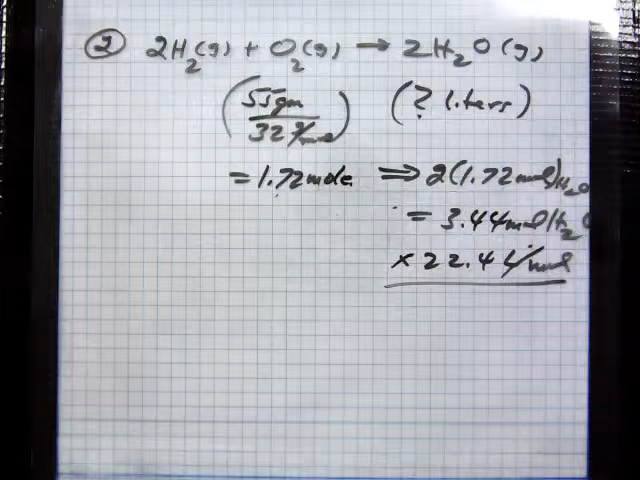 ② 2H₂(g) + O₂(g) → 2H₂O(g)
(55gm / 32 g/mol) (? liters)
= 1.72 mole ⇒ 2(1.72 mol)H₂O
= 3.44 mol H₂O
× 22.4 L/mol